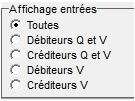 Affichage entrées
Toutes
Débiteurs Q et V
Créditeurs Q et V
Débiteurs V
Créditeurs V